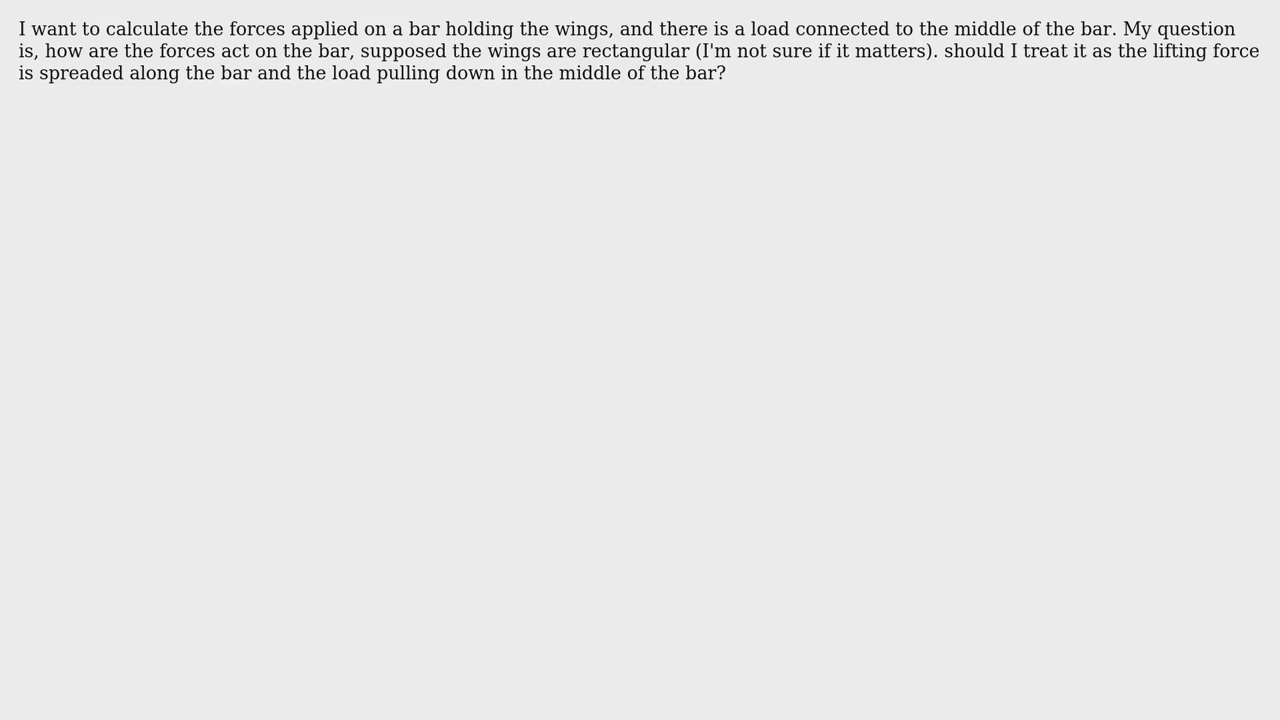 I want to calculate the forces applied on a bar holding the wings, and there is a load connected to the middle of the bar. My question
is, how are the forces act on the bar, supposed the wings are rectangular (I'm not sure if it matters). should I treat it as the lifting force
is spreaded along the bar and the load pulling down in the middle of the bar?